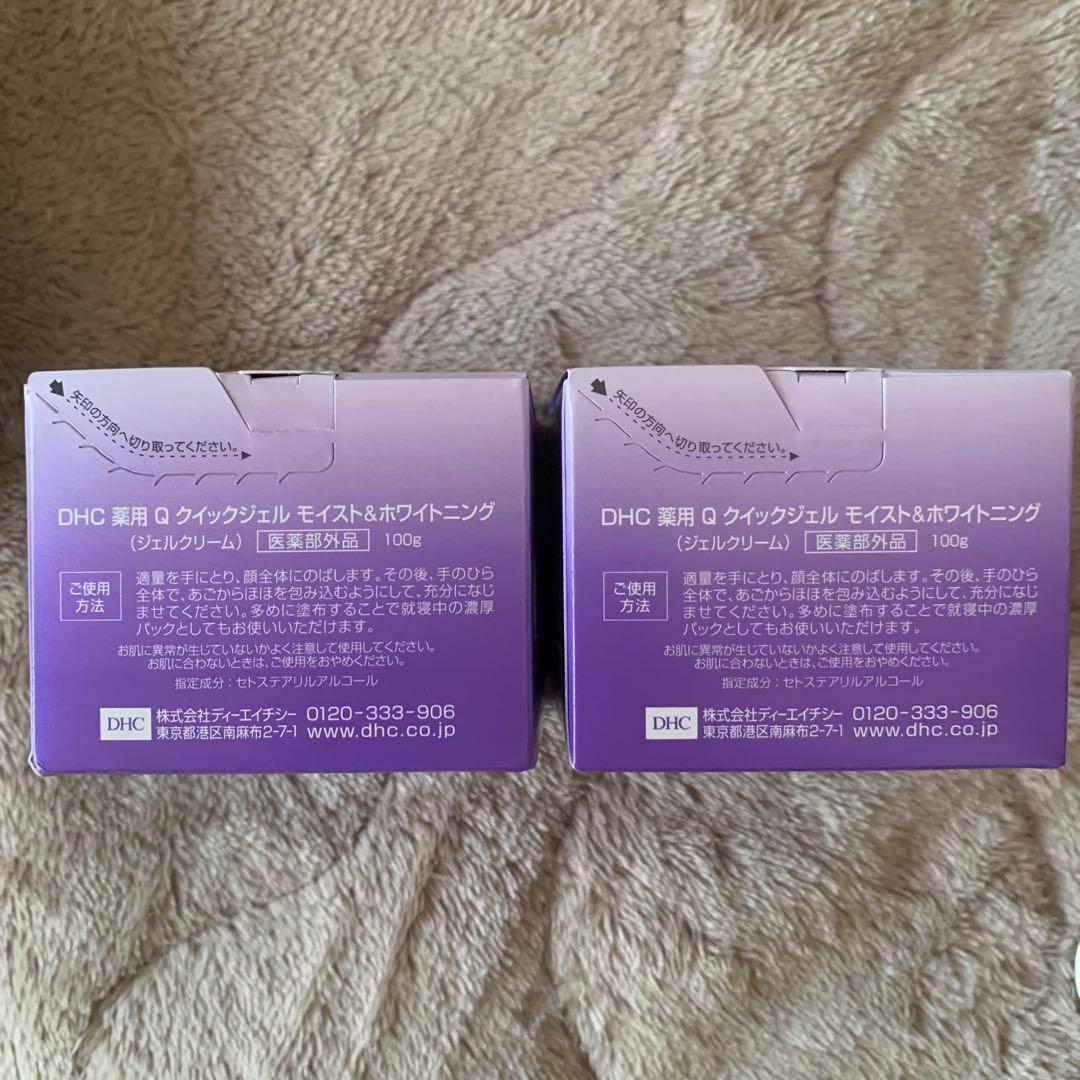 矢印の方向へ切り取ってください。
DHC 薬用 Q クイックジェル モイスト&ホワイトニング
(ジェルクリーム) 医薬部外品 100g
ご使用
方法
適量を手にとり、顔全体にのばします。その後、手のひら
全体で、あごからほほを包み込むようにして、充分になじ
ませてください。多めに塗布することで就寝中の濃厚
パックとしてもお使いいただけます。
お肌に異常が生じていないかよく注意して使用してください。
お肌に合わないときは、ご使用をおやめください。
指定成分:セトステアリルアルコール
DHC 株式会社ディーエイチシー 0120-333-906
東京都港区南麻布2-7-1 www.dhc.co.jp
矢印の方向へ切り取ってください。
DHC 薬用 Q クイックジェル モイスト&ホワイトニング
(ジェルクリーム) 医薬部外品 100g
ご使用
方法
適量を手にとり、顔全体にのばします。その後、手のひら
全体で、あごからほほを包み込むようにして、充分になじ
ませてください。多めに塗布することで就寝中の濃厚
パックとしてもお使いいただけます。
お肌に異常が生じていないかよく注意して使用してください。
お肌に合わないときは、ご使用をおやめください。
指定成分:セトステアリルアルコール
DHC 株式会社ディーエイチシー 0120-333-906
東京都港区南麻布2-7-1 www.dhc.co.jp